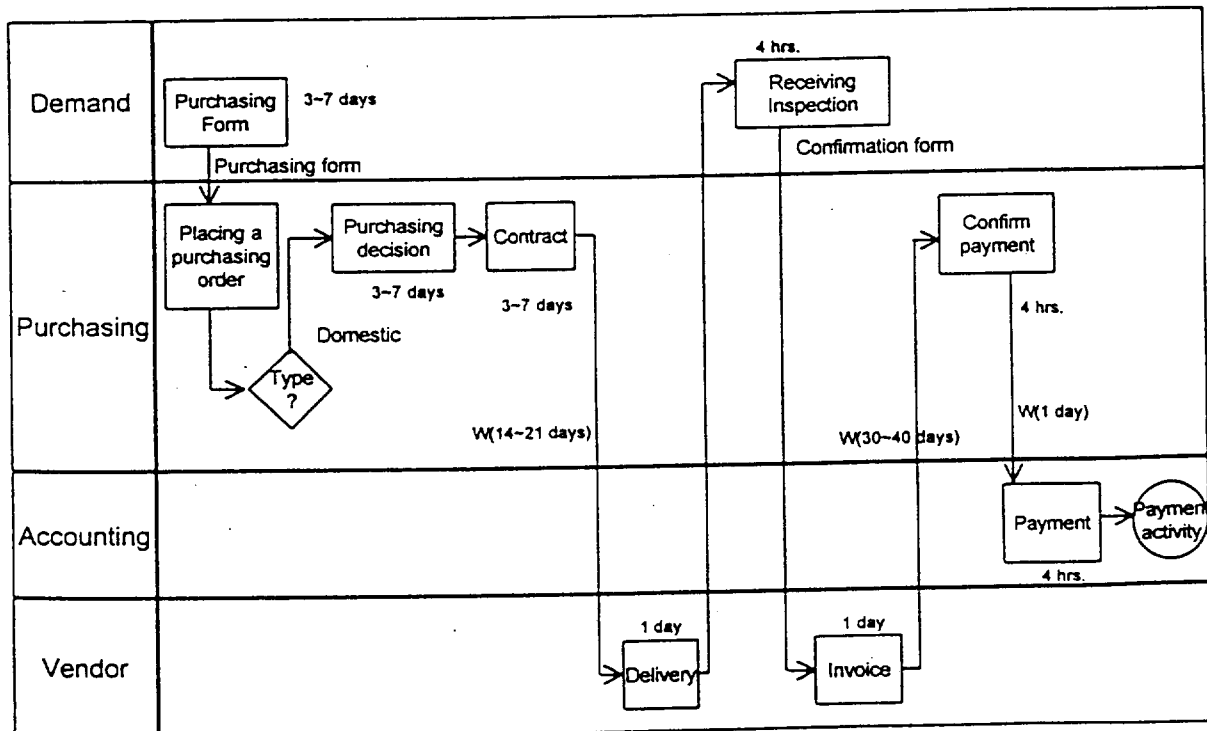 Demand
Purchasing
Form
3~7 days
Purchasing form
4 hrs.
Receiving
Inspection
Confirmation form
Purchasing
Placing a
purchasing
order
Purchasing
decision
3~7 days
Contract
3~7 days
Domestic
Type
?
W(14~21 days)
Confirm
payment
4 hrs.
W(30~40 days)
W(1 day)
Accounting
Payment
4 hrs.
Payment
activity
Vendor
1 day
Delivery
1 day
Invoice